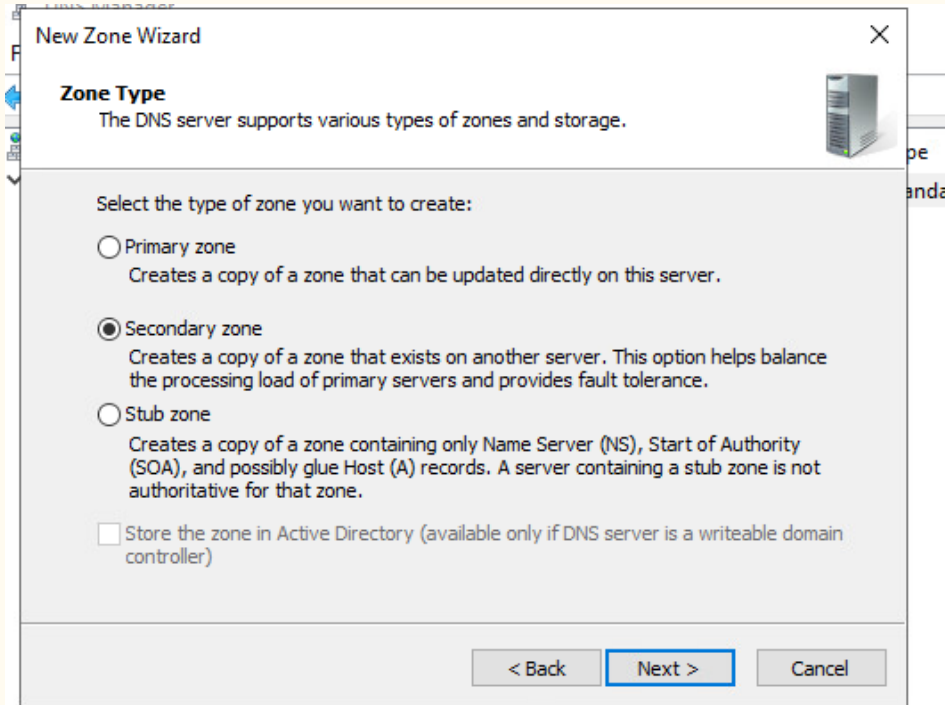 DNS Manager
New Zone Wizard
F
Zone Type
The DNS server supports various types of zones and storage.
pe
anda
Select the type of zone you want to create:
Primary zone
Creates a copy of a zone that can be updated directly on this server.
Secondary zone
Creates a copy of a zone that exists on another server. This option helps balance
the processing load of primary servers and provides fault tolerance.
Stub zone
Creates a copy of a zone containing only Name Server (NS), Start of Authority
(SOA), and possibly glue Host (A) records. A server containing a stub zone is not
authoritative for that zone.
Store the zone in Active Directory (available only if DNS server is a writeable domain
controller)
< Back
Next >
Cancel